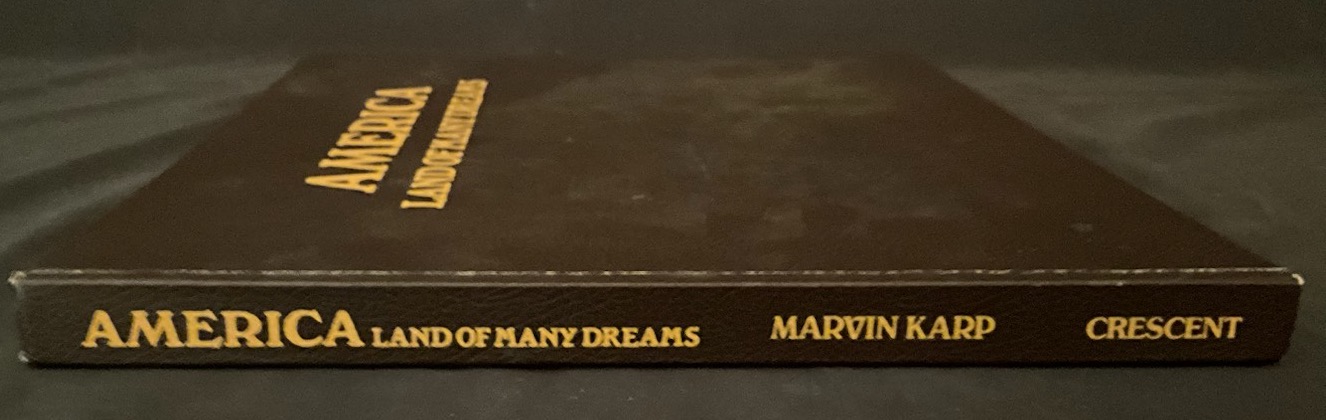 AMERICA
LAND OF MANY DREAMS
AMERICA LAND OF MANY DREAMS MARVIN KARP CRESCENT